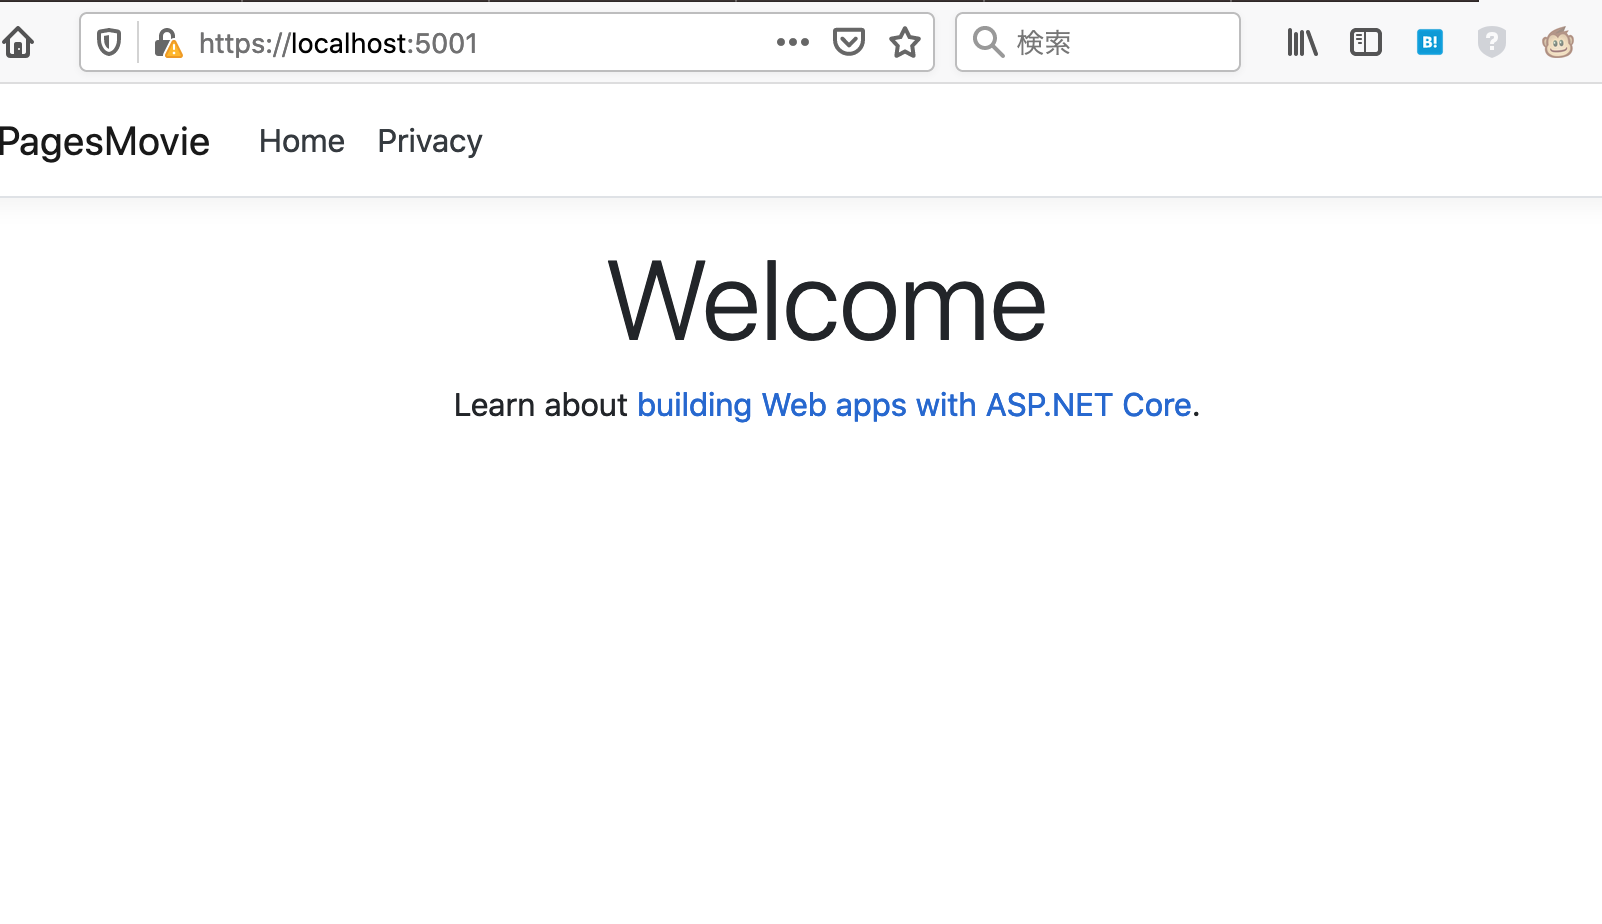 https://localhost:5001
検索
B!
?
PagesMovie Home Privacy
Welcome
Learn about building Web apps with ASP.NET Core.